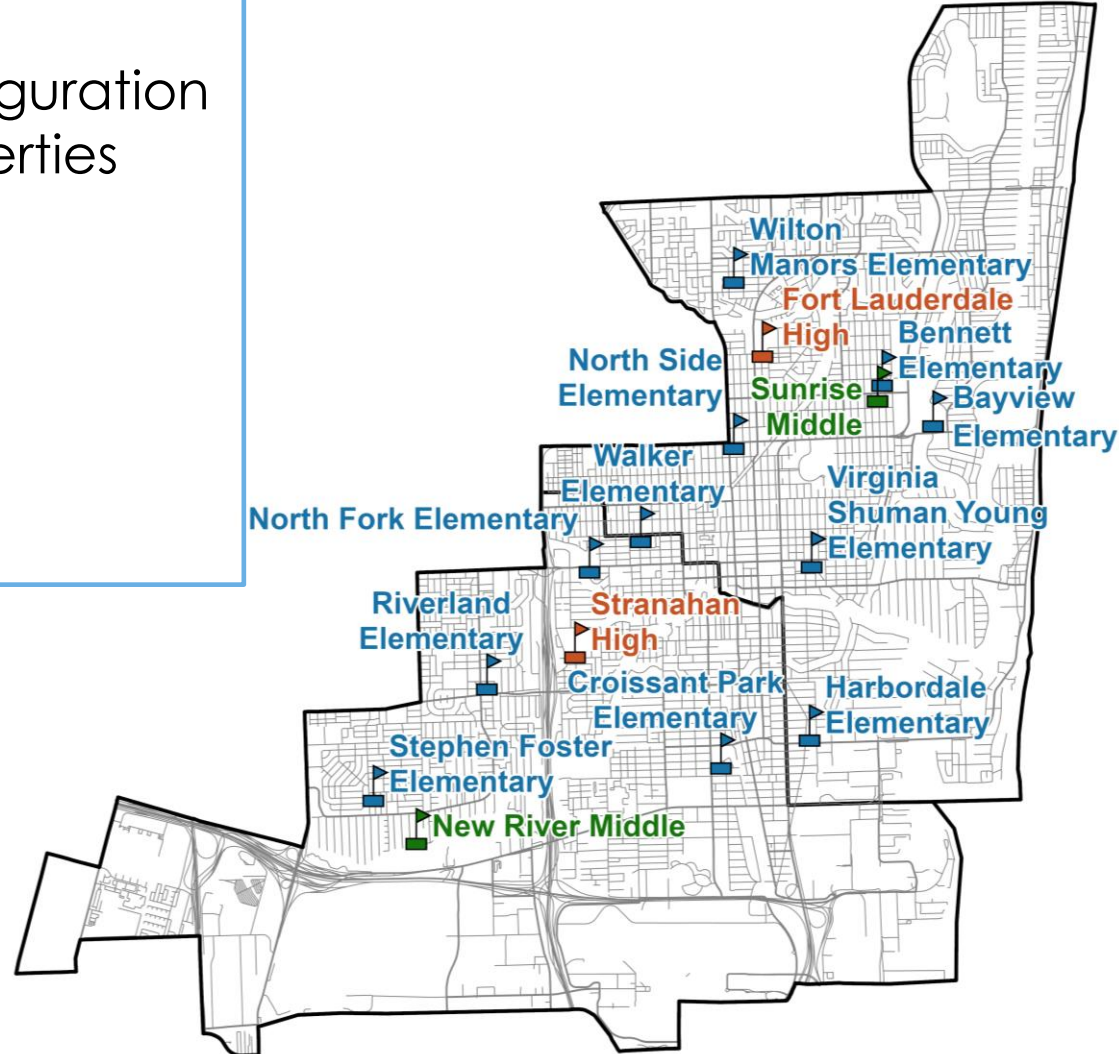 guration
erties
Wilton
Manors Elementary
Fort Lauderdale
High
Bennett
Elementary
North Side
Elementary
Sunrise
Middle
Bayview
Elementary
Walker
Elementary
Virginia
Shuman Young
Elementary
North Fork Elementary
Riverland
Elementary
Stranahan
High
Croissant Park
Elementary
Harbordale
Elementary
Stephen Foster
Elementary
New River Middle